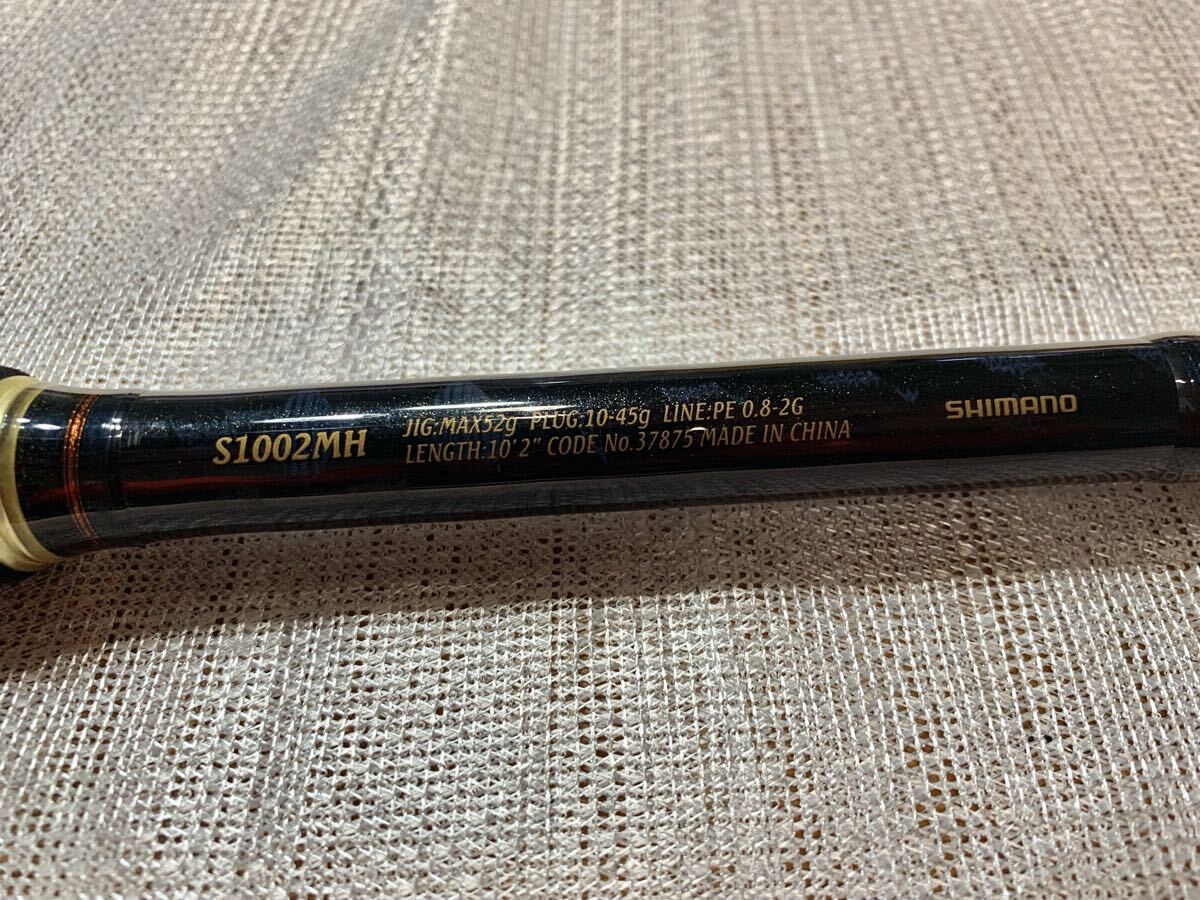 S1002MH
JIG:MAX52g PLUG:10-45g LINE:PE 0.8-2G
LENGTH:10'2" CODE No.37875 MADE IN CHINA
SHIMANO